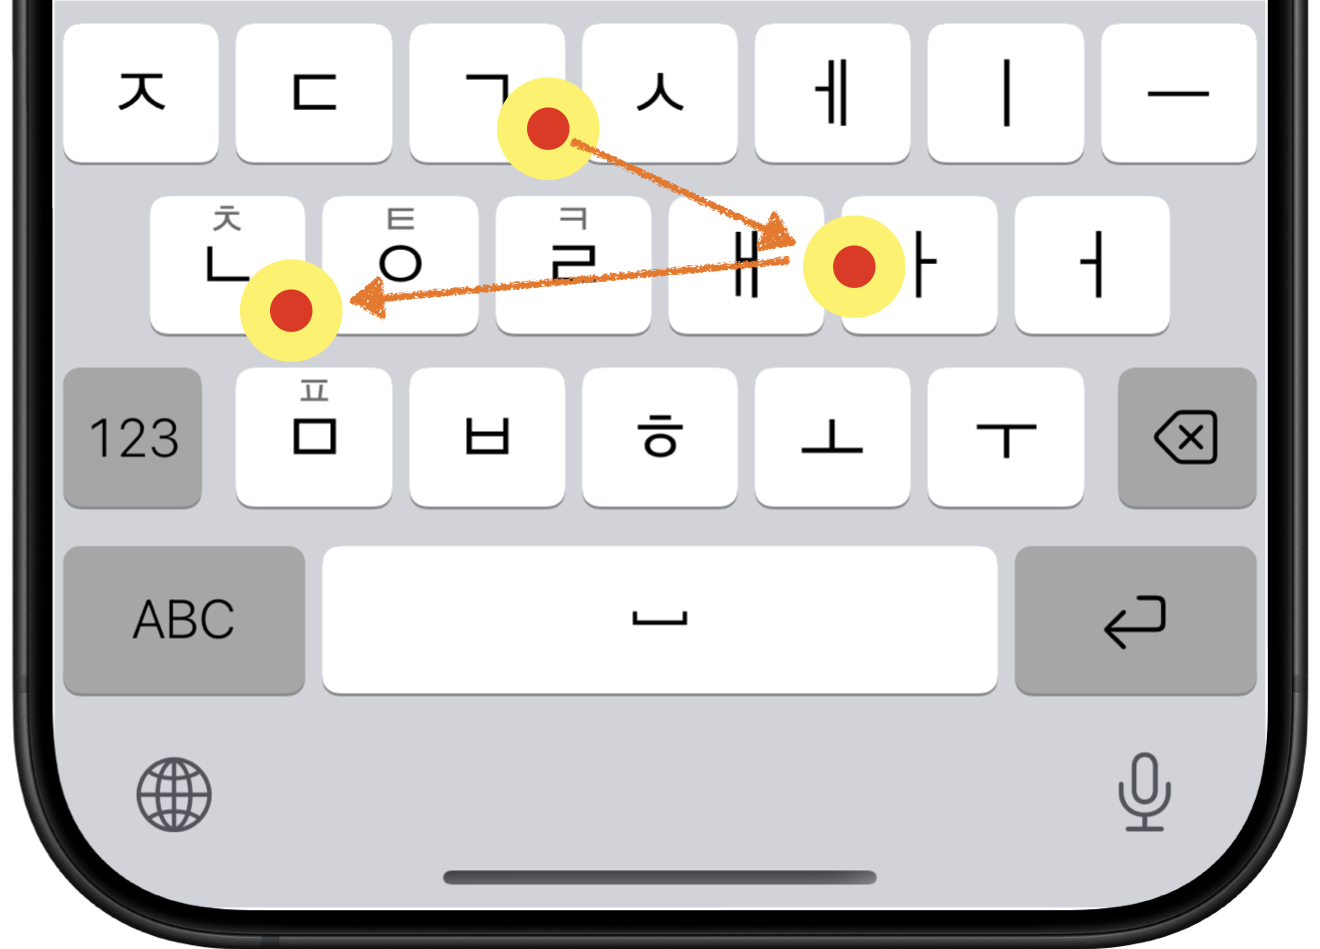 ㅈ ㄷ ㄱ ㅅ ㅔ ㅣ ㅡ
ㅊ ㅌ ㅋ
ㄴ ㅇ ㄹ ㅐ ㅏ ㅓ
ㅍ
123 ㅁ ㅂ ㅎ ㅗ ㅜ
ABC